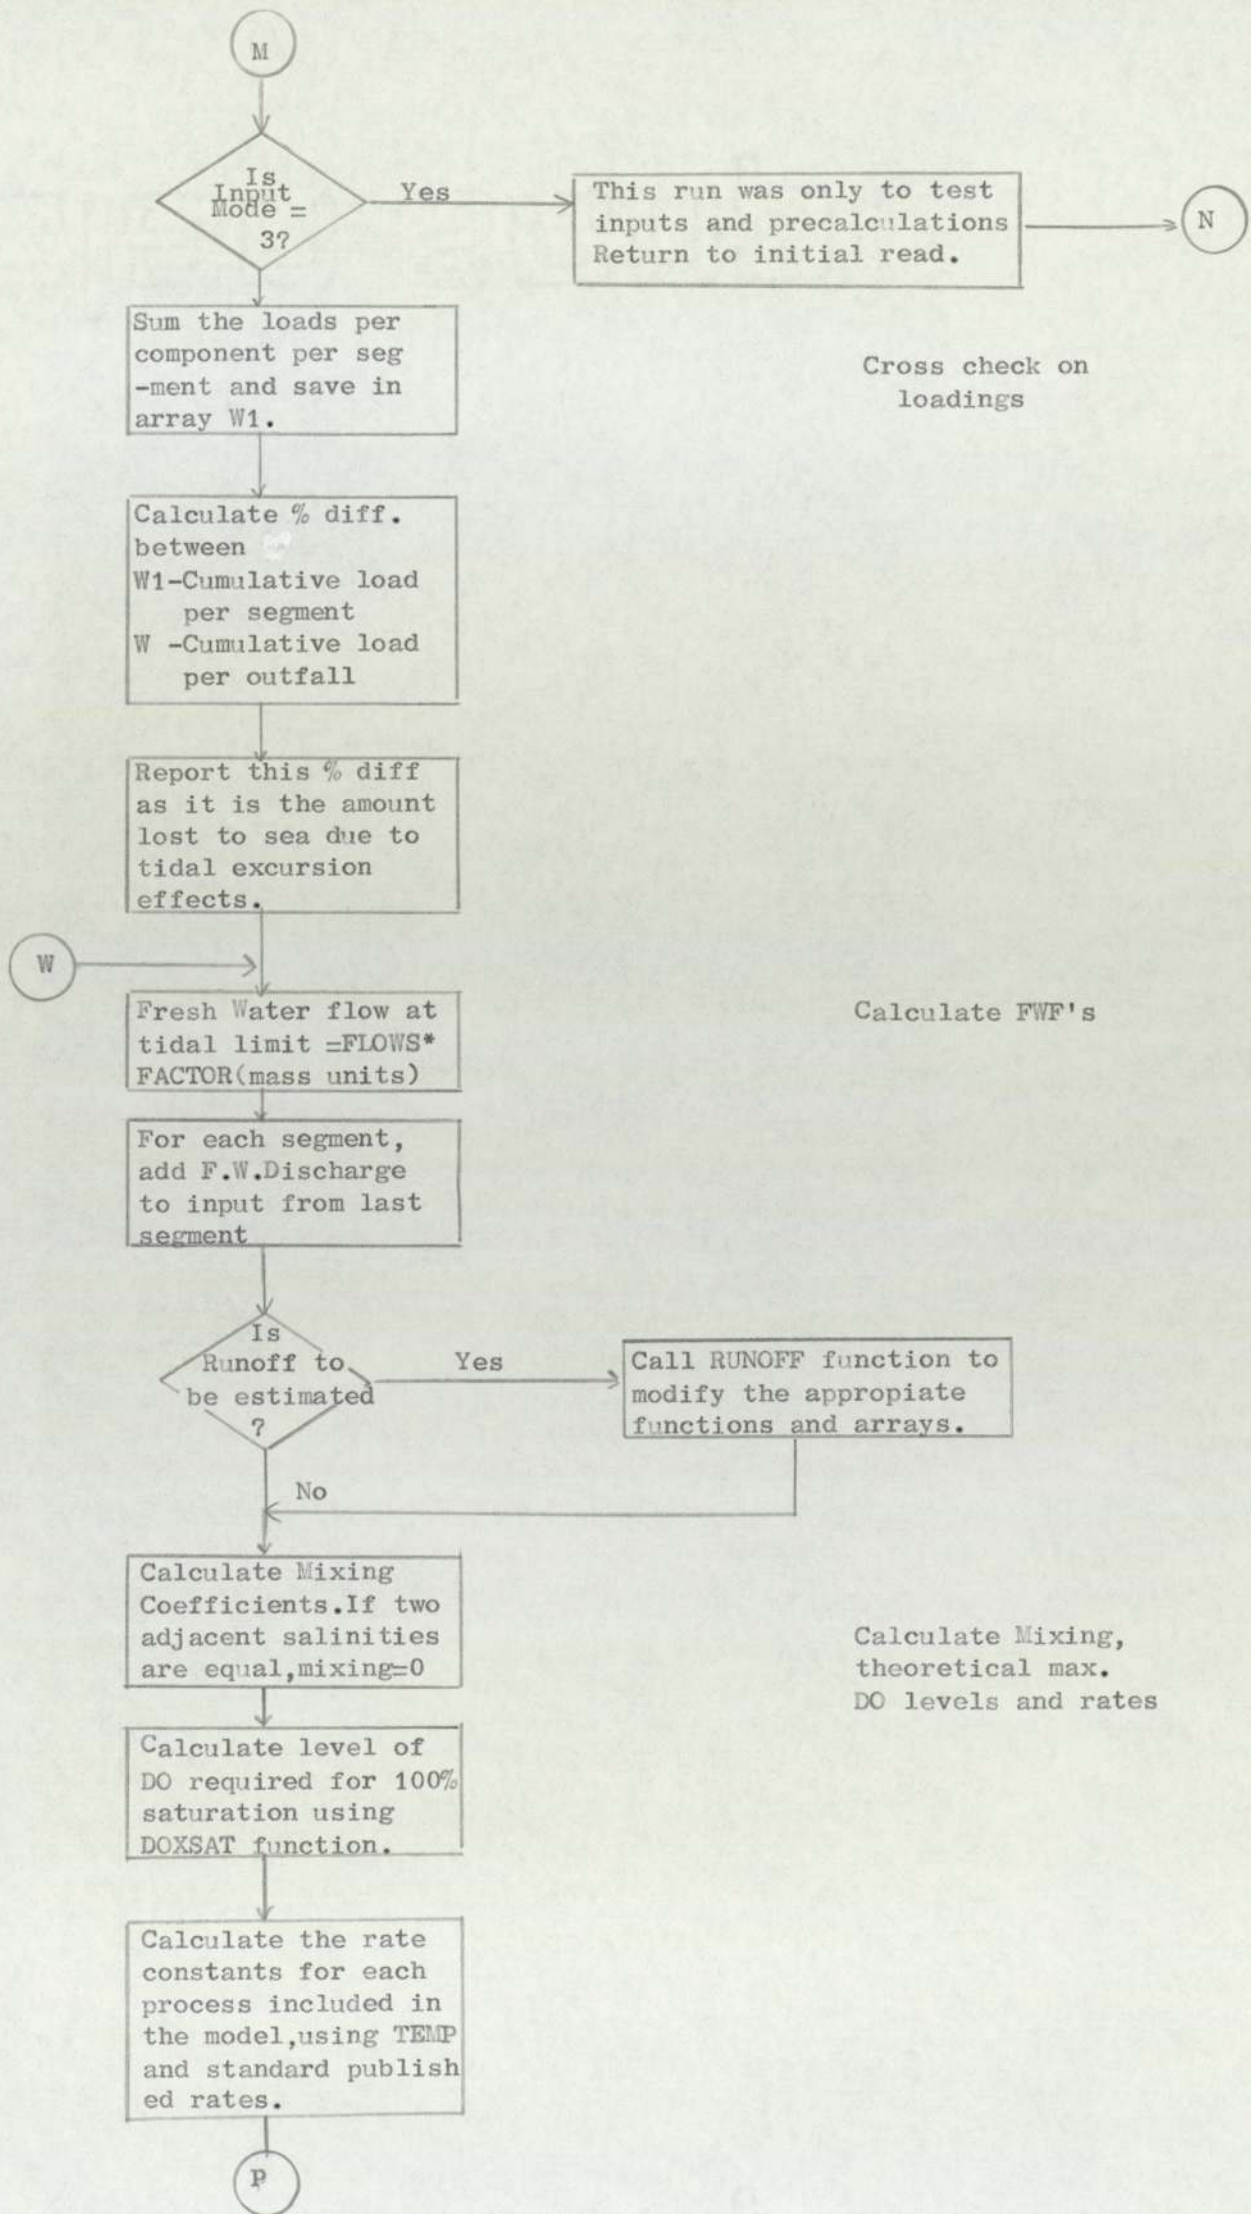 M
Is
Input
Mode =
3?
Yes
This run was only to test
inputs and precalculations
Return to initial read.
N
Sum the loads per
component per seg
-ment and save in
array W1.
Cross check on
loadings
Calculate % diff.
between
W1-Cumulative load
per segment
W -Cumulative load
per outfall
Report this % diff
as it is the amount
lost to sea due to
tidal excursion
effects.
W
Fresh Water flow at
tidal limit =FLOWS*
FACTOR(mass units)
Calculate FWF's
For each segment,
add F.W.Discharge
to input from last
segment
Is
Runoff to
be estimated
?
Yes
Call RUNOFF function to
modify the appropiate
functions and arrays.
No
Calculate Mixing
Coefficients.If two
adjacent salinities
are equal,mixing=0
Calculate Mixing,
theoretical max.
DO levels and rates
Calculate level of
DO required for 100%
saturation using
DOXSAT function.
Calculate the rate
constants for each
process included in
the model,using TEMP
and standard publish
ed rates.
P